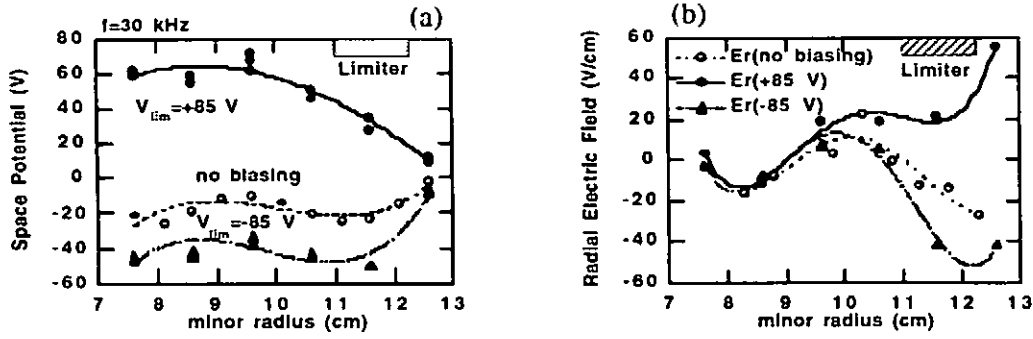 f=30 kHz
(a)
80
60
40
20
0
-20
-40
-60
Space Potential (V)
Limiter
V_lim=+85 V
no biasing
V_lim=-85 V
7 8 9 10 11 12 13
minor radius (cm)
(b)
60
40
20
0
-20
-40
-60
Radial Electric Field (V/cm)
Er(no biasing)
Er(+85 V)
Er(-85 V)
Limiter
7 8 9 10 11 12 13
minor radius (cm)